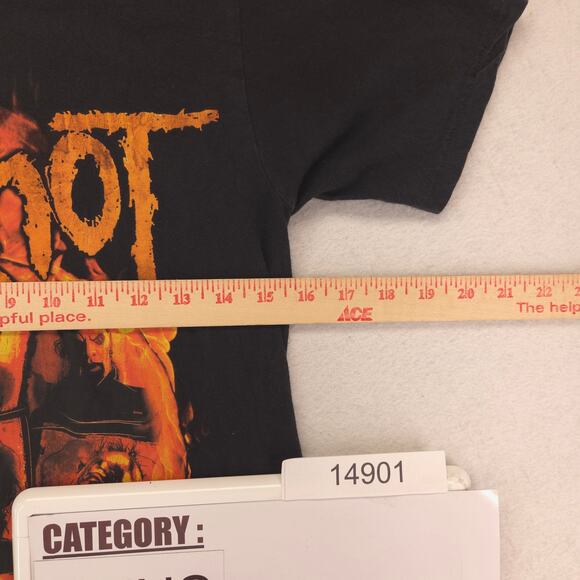 NOT
9 10 11 12 13 14 15 16 17 18 19 20 21 22
pful place. ACE The help
14901
CATEGORY :